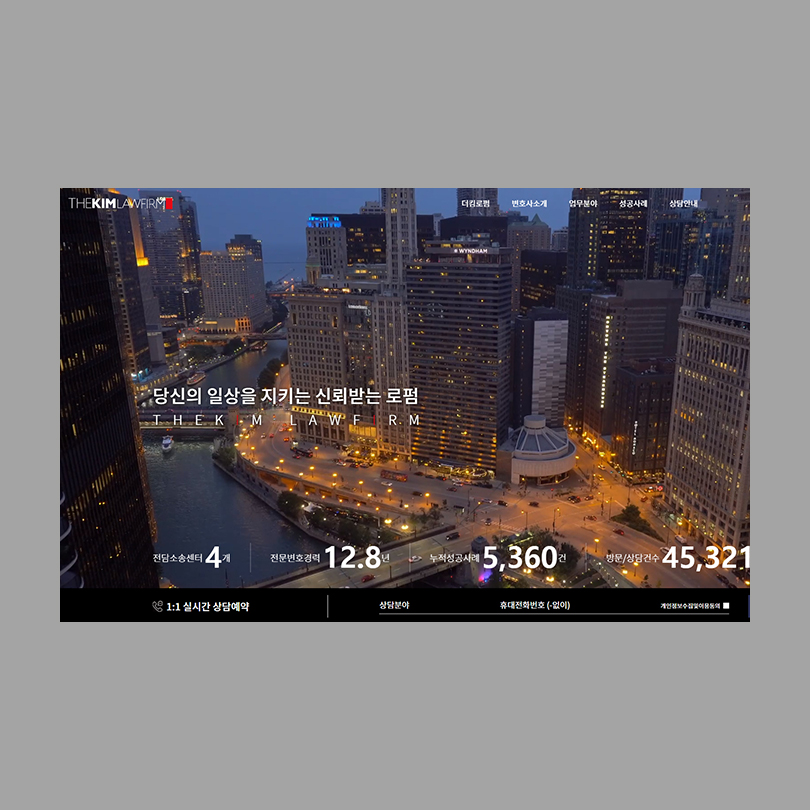 THEKIMLAWFIRM
더킴로펌 변호사소개 업무분야 성공사례 상담안내
WYNDHAM
당신의 일상을 지키는 신뢰받는 로펌
THEKIMLAWFIRM
전담소송센터 4개 전문변호경력 12.8년 누적성공사례 5,360건 방문/상담건수 45,321
1:1 실시간 상담예약 상담분야 휴대전화번호 (-없이) 개인정보수집및이용동의